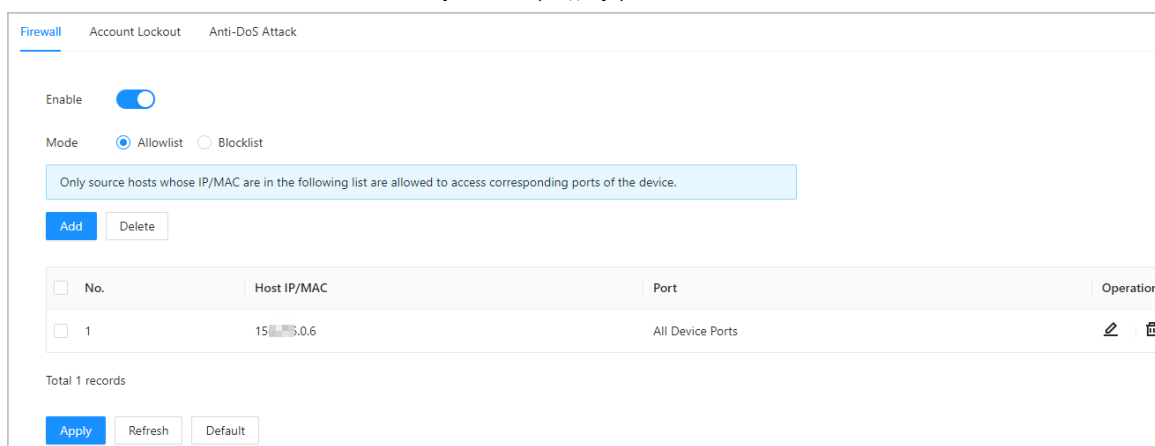 Firewall Account Lockout Anti-DoS Attack
Enable
Mode Allowlist Blocklist
Only source hosts whose IP/MAC are in the following list are allowed to access corresponding ports of the device.
Add Delete
No. Host IP/MAC Port Operation
1 All Device Ports
Total 1 records
Apply Refresh Default